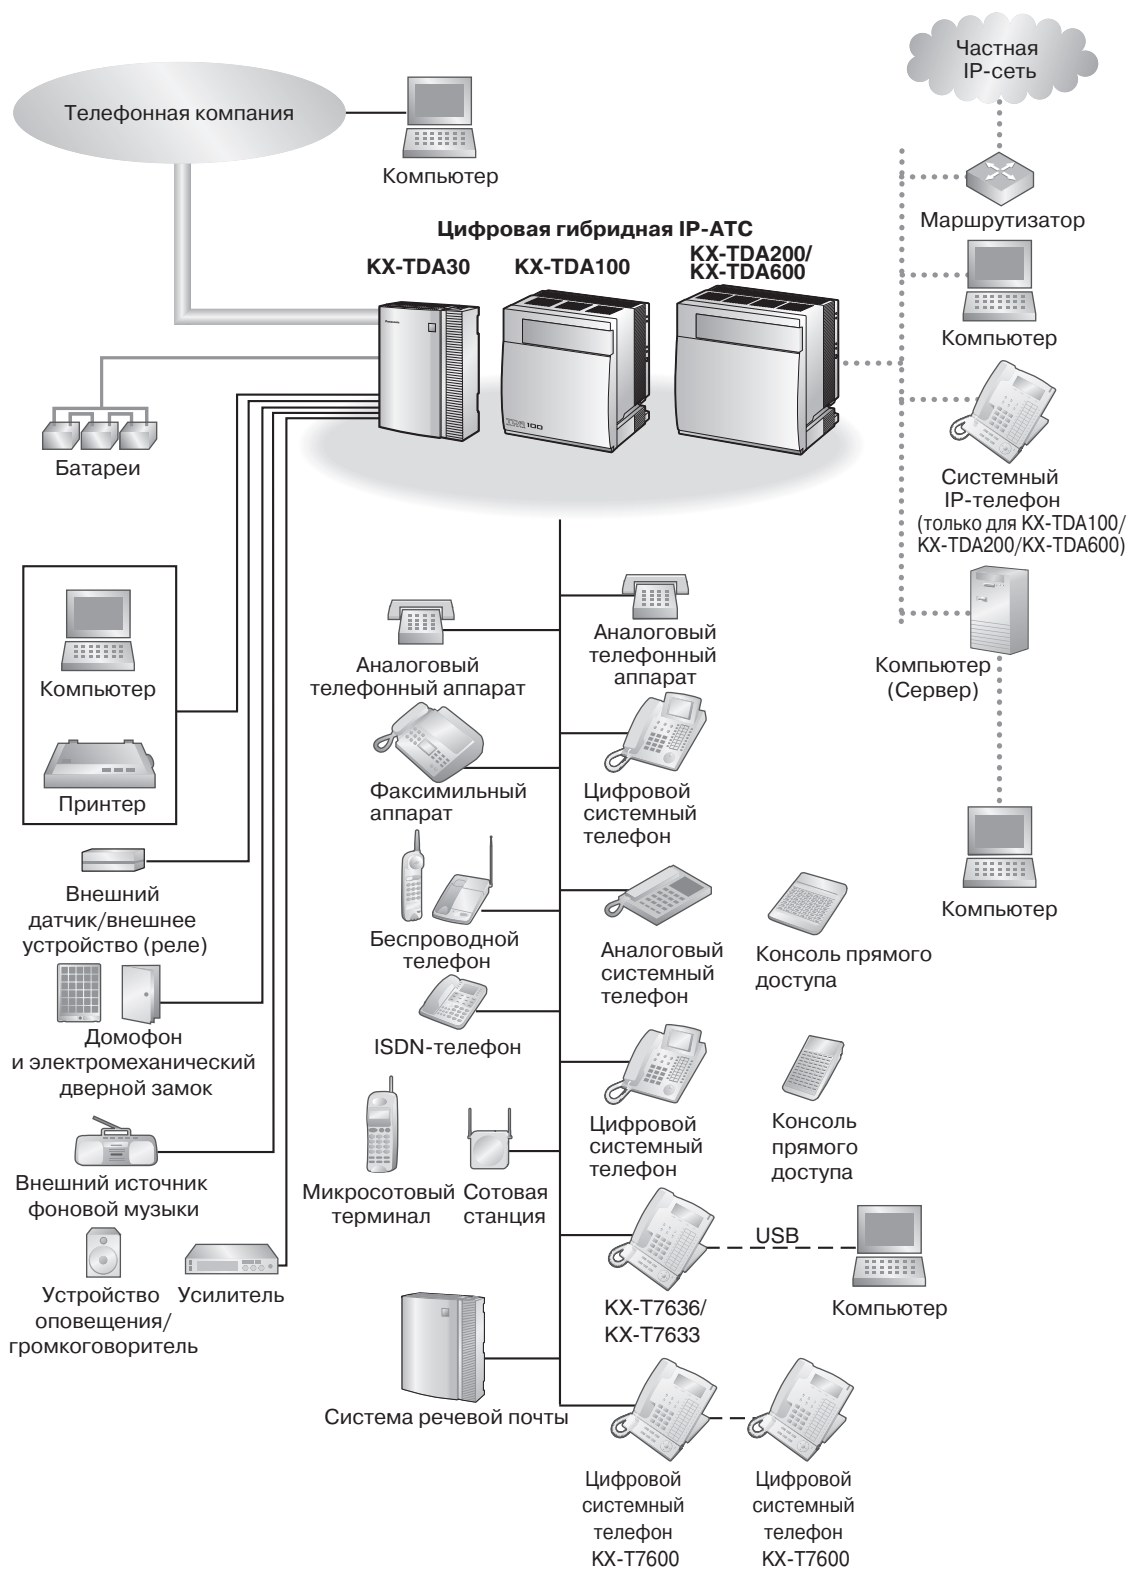 Частная
IP-сеть
Телефонная компания
Компьютер
Маршрутизатор
Цифровая гибридная IP-АТС
KX-TDA30
KX-TDA100
KX-TDA200/
KX-TDA600
Компьютер
TDA 100
Батареи
Системный
IP-телефон
(только для KX-TDA100/
KX-TDA200/KX-TDA600)
Компьютер
Принтер
Аналоговый
телефонный аппарат
Аналоговый
телефонный
аппарат
Компьютер
(Сервер)
Факсимильный
аппарат
Цифровой
системный
телефон
Внешний
датчик/внешнее
устройство (реле)
Беспроводной
телефон
Аналоговый
системный
телефон
Консоль прямого
доступа
Компьютер
Домофон
и электромеханический
дверной замок
ISDN-телефон
Цифровой
системный
телефон
Консоль
прямого
доступа
Внешний источник
фоновой музыки
Микросотовый
терминал
Сотовая
станция
USB
Устройство
оповещения/
громкоговоритель
Усилитель
KX-T7636/
KX-T7633
Компьютер
Система речевой почты
Цифровой
системный
телефон
KX-T7600
Цифровой
системный
телефон
KX-T7600